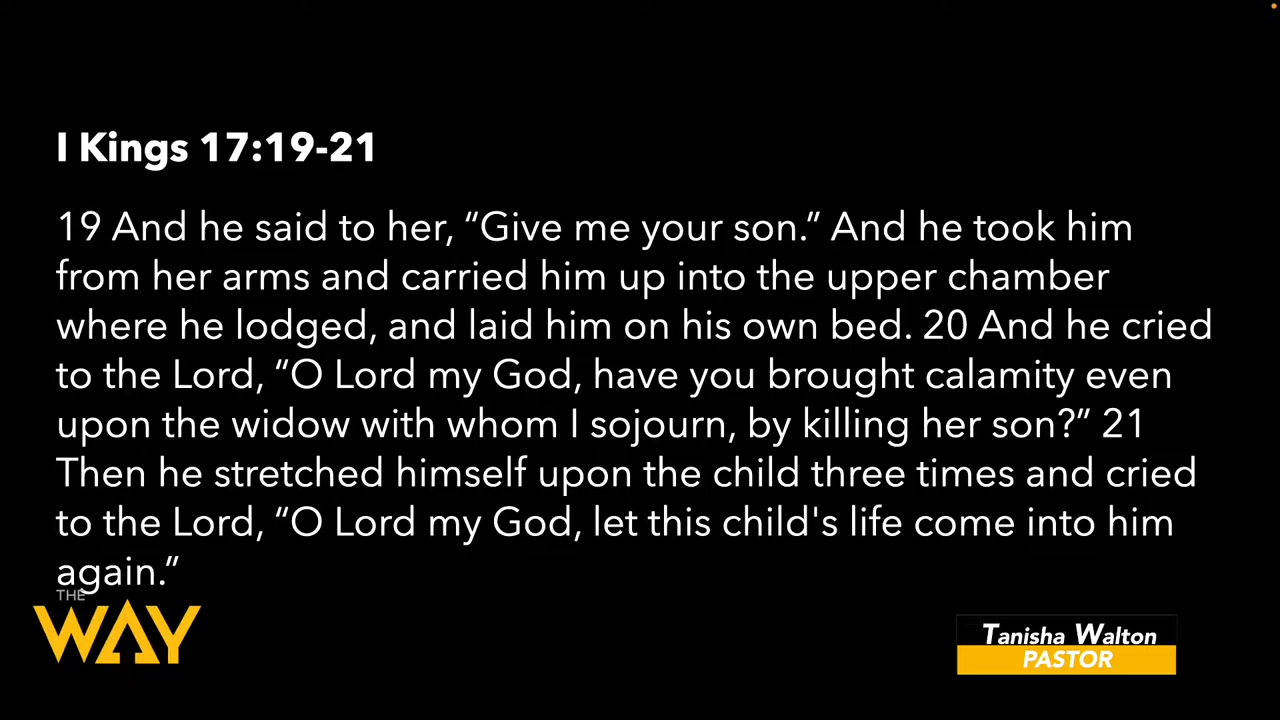 I Kings 17:19-21
19 And he said to her, “Give me your son.” And he took him
from her arms and carried him up into the upper chamber
where he lodged, and laid him on his own bed. 20 And he cried
to the Lord, “O Lord my God, have you brought calamity even
upon the widow with whom I sojourn, by killing her son?” 21
Then he stretched himself upon the child three times and cried
to the Lord, “O Lord my God, let this child's life come into him
again.”
THE
WAY
Tanisha Walton
PASTOR